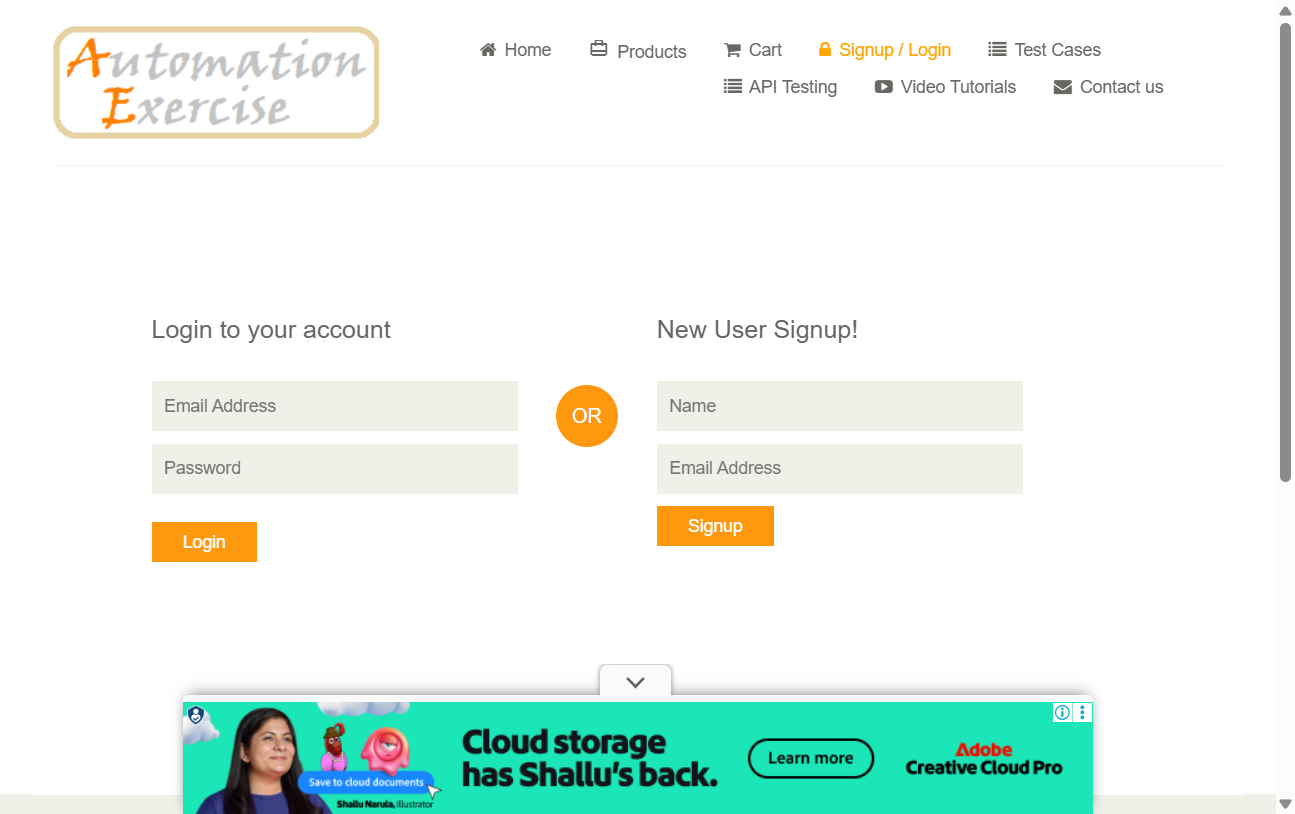 Automation
Exercise
Home
Products
Cart
Signup / Login
Test Cases
API Testing
Video Tutorials
Contact us
Login to your account
New User Signup!
Email Address
Password
Login
OR
Name
Email Address
Signup
Save to cloud documents
Shallu Narula, Illustrator
Cloud storage
has Shallu's back.
Learn more
Adobe
Creative Cloud Pro